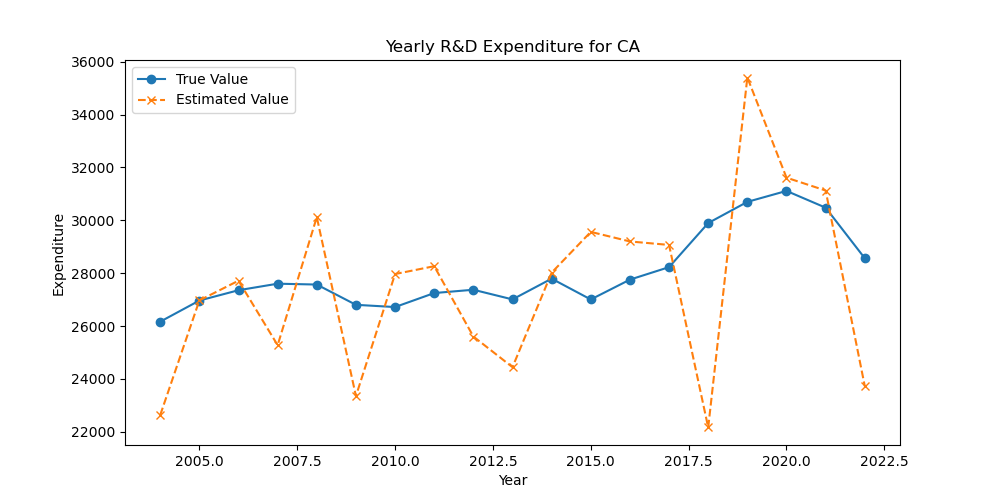 Yearly R&D Expenditure for CA
True Value
Estimated Value
Expenditure
36000
34000
32000
30000
28000
26000
24000
22000
2005.0 2007.5 2010.0 2012.5 2015.0 2017.5 2020.0 2022.5
Year